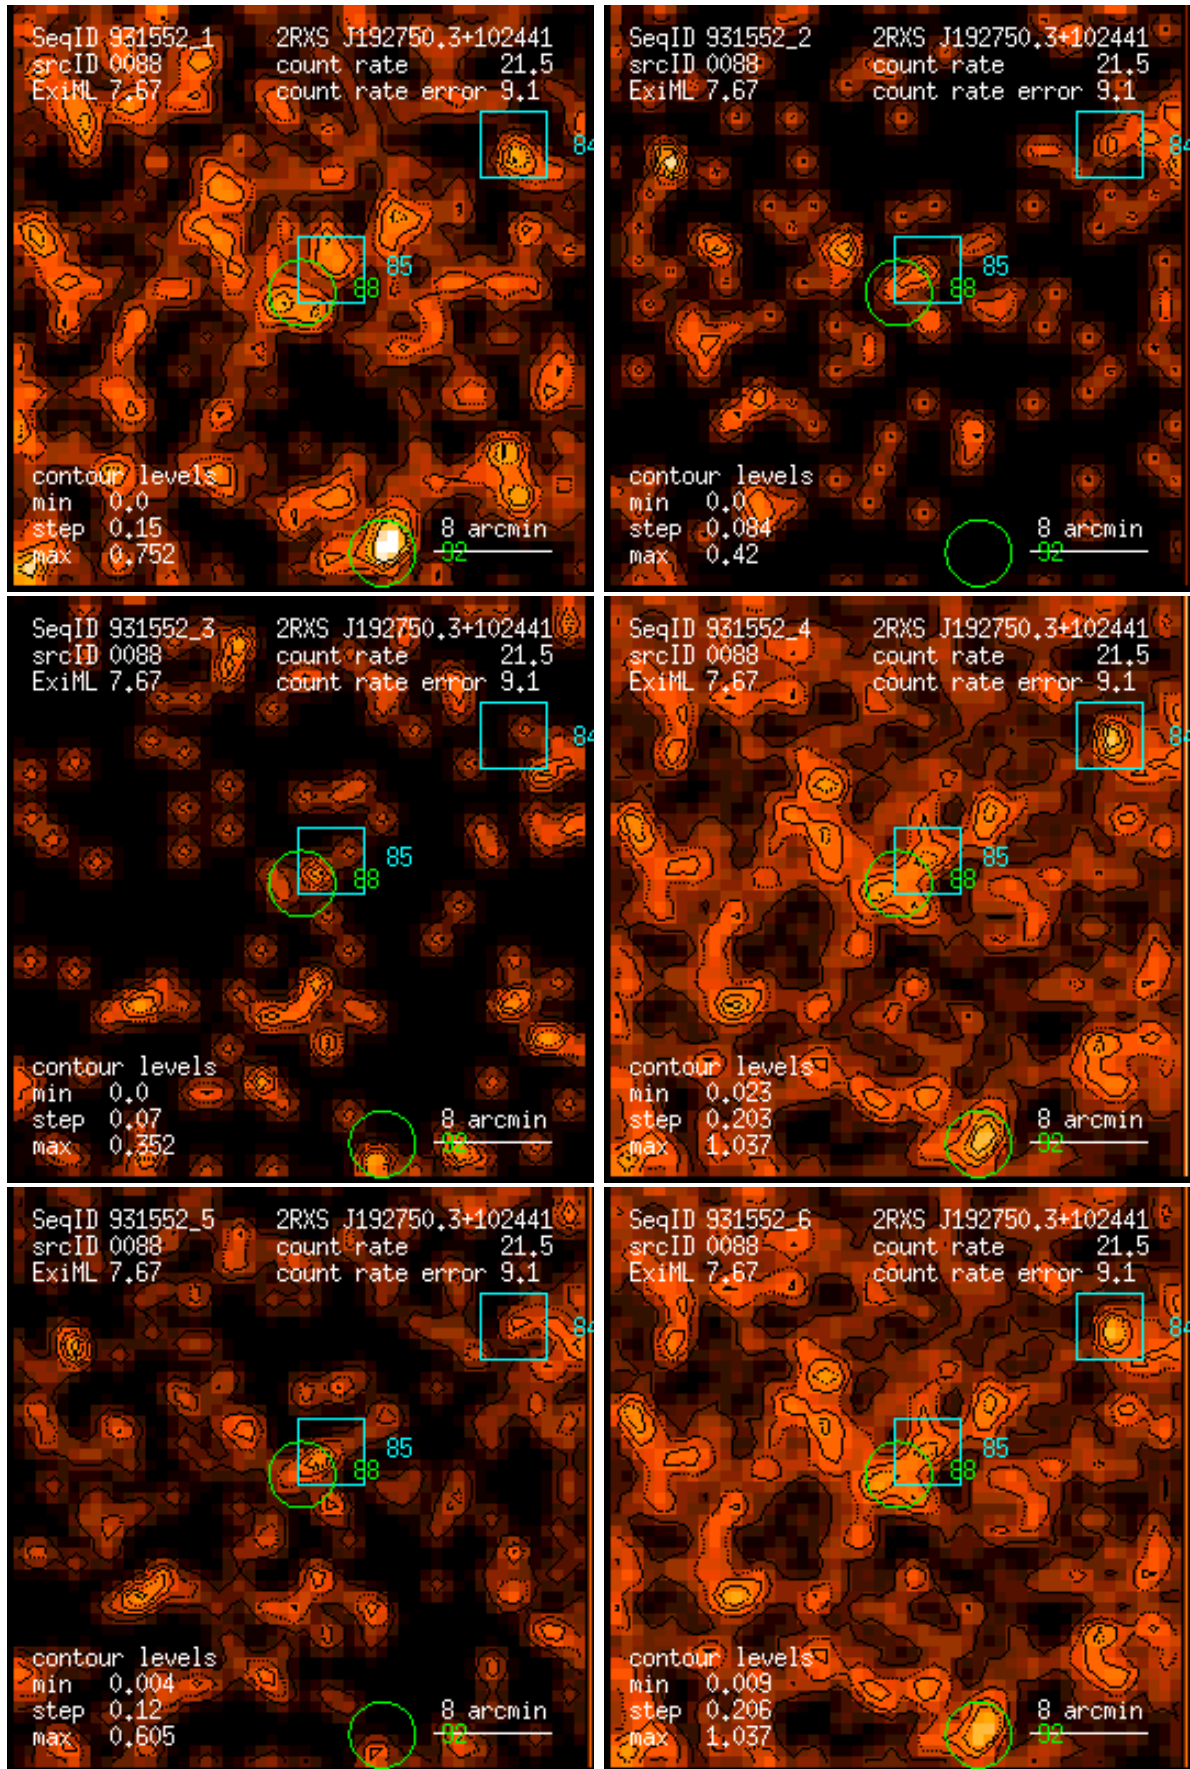 SeqID 931552_1 2RXS J192750.3+102441
srcID 0088 count rate 21.5
ExiML 7.67 count rate error 9.1
84
85
88
contour levels
min 0.0
step 0.15 8 arcmin
max 0.752 92
SeqID 931552_2 2RXS J192750.3+102441
srcID 0088 count rate 21.5
ExiML 7.67 count rate error 9.1
84
85
88
contour levels
min 0.0
step 0.084 8 arcmin
max 0.42 92
SeqID 931552_3 2RXS J192750.3+102441
srcID 0088 count rate 21.5
ExiML 7.67 count rate error 9.1
84
85
88
contour levels
min 0.0
step 0.07 8 arcmin
max 0.352 92
SeqID 931552_4 2RXS J192750.3+102441
srcID 0088 count rate 21.5
ExiML 7.67 count rate error 9.1
84
85
88
contour levels
min 0.023
step 0.203 8 arcmin
max 1.037 92
SeqID 931552_5 2RXS J192750.3+102441
srcID 0088 count rate 21.5
ExiML 7.67 count rate error 9.1
84
85
88
contour levels
min 0.004
step 0.12 8 arcmin
max 0.605 92
SeqID 931552_6 2RXS J192750.3+102441
srcID 0088 count rate 21.5
ExiML 7.67 count rate error 9.1
84
85
88
contour levels
min 0.009
step 0.206 8 arcmin
max 1.037 92